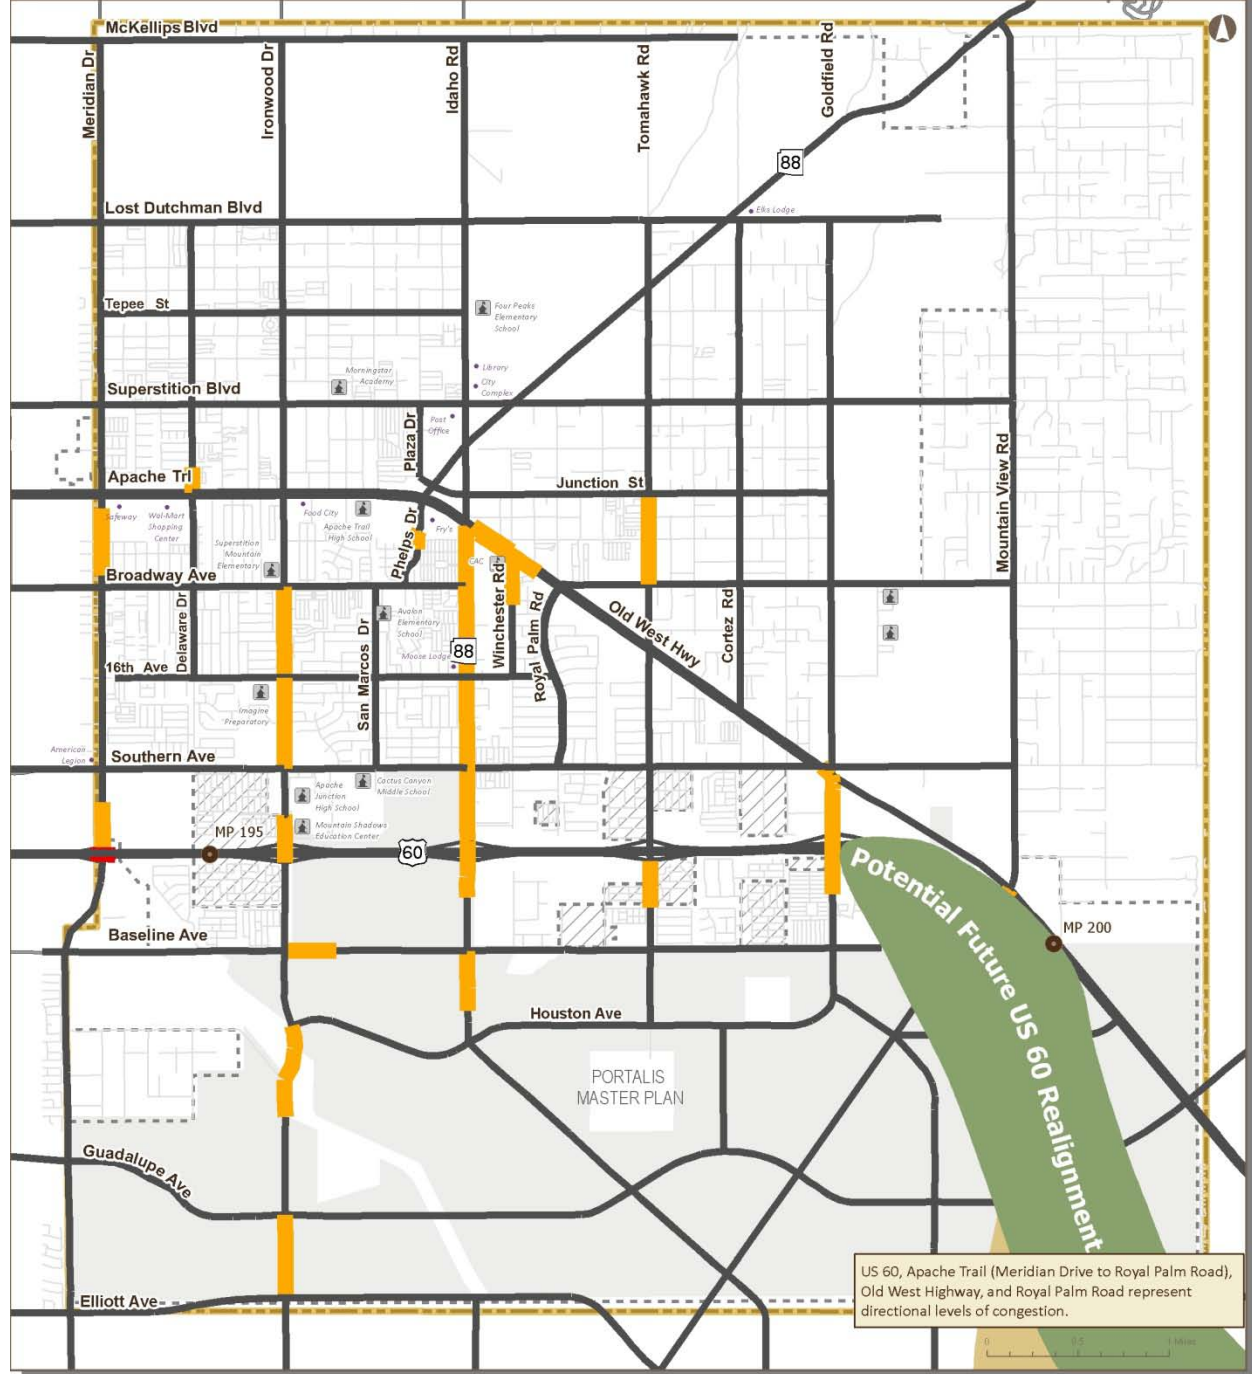 McKellips Blvd
Meridian Dr
Ironwood Dr
Idaho Rd
Tomahawk Rd
Goldfield Rd
88
Lost Dutchman Blvd
Elks Lodge
Tepee St
Four Peaks
Elementary
School
Morningstar
Academy
Library
City
Complex
Superstition Blvd
Post
Office
Plaza Dr
Mountain View Rd
Apache Trl
Junction St
Safeway
Wal-Mart
Shopping
Center
Food City
Apache Trail
High School
Phelps Dr
Fry's
Superstition
Mountain
Elementary
CAC
Broadway Ave
Winchester Rd
Royal Palm Rd
Old West Hwy
Cortez Rd
Delaware Dr
San Marcos Dr
Avalon
Elementary
School
Moose Lodge
88
16th Ave
Imagine
Preparatory
American
Legion
Southern Ave
Apache
Junction
High School
Cactus Canyon
Middle School
Mountain Shadows
Education Center
MP 195
60
Potential Future US 60 Realignment
MP 200
Baseline Ave
Houston Ave
PORTALIS
MASTER PLAN
Guadalupe Ave
US 60, Apache Trail (Meridian Drive to Royal Palm Road),
Old West Highway, and Royal Palm Road represent
directional levels of congestion.
Elliott Ave
0 0.5 1 Miles